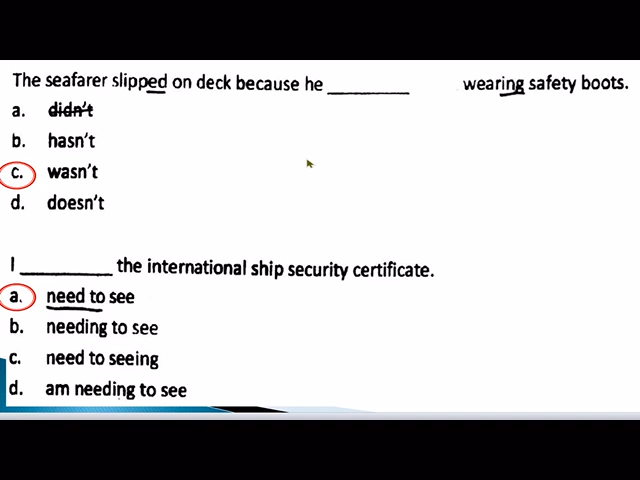 The seafarer slipped on deck because he __________ wearing safety boots.
a. didn't
b. hasn't
c. wasn't
d. doesn't
I ___________ the international ship security certificate.
a. need to see
b. needing to see
c. need to seeing
d. am needing to see